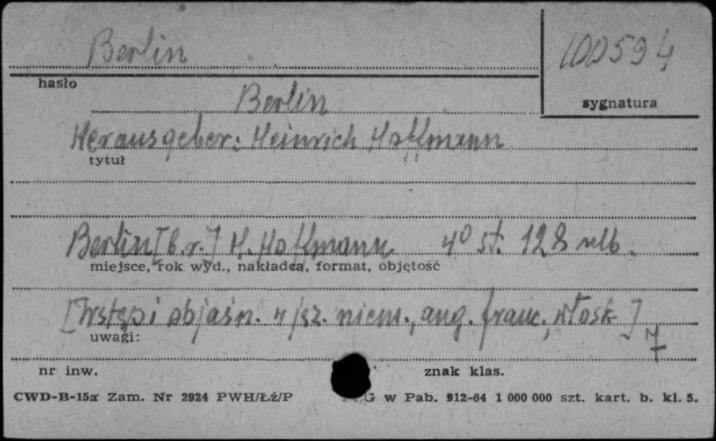 Berlin
100594
hasło
sygnatura
Berlin
Herausgeber: Heinrich Hoffmann
tytuł
Berlin [b.r.] H. Hoffmann 4° st. 128 nlb.
miejsce, rok wyd., nakładca, format, objętość
[Wstęp i objaśn. w jęz. niem., ang. franc., włosk.]
uwagi:
7
nr inw. znak klas.
CWD-B-15a Zam. Nr 2924 PWH/Łź/P w Pab. 912-64 1 000 000 szt. kart. b. kl. 5.